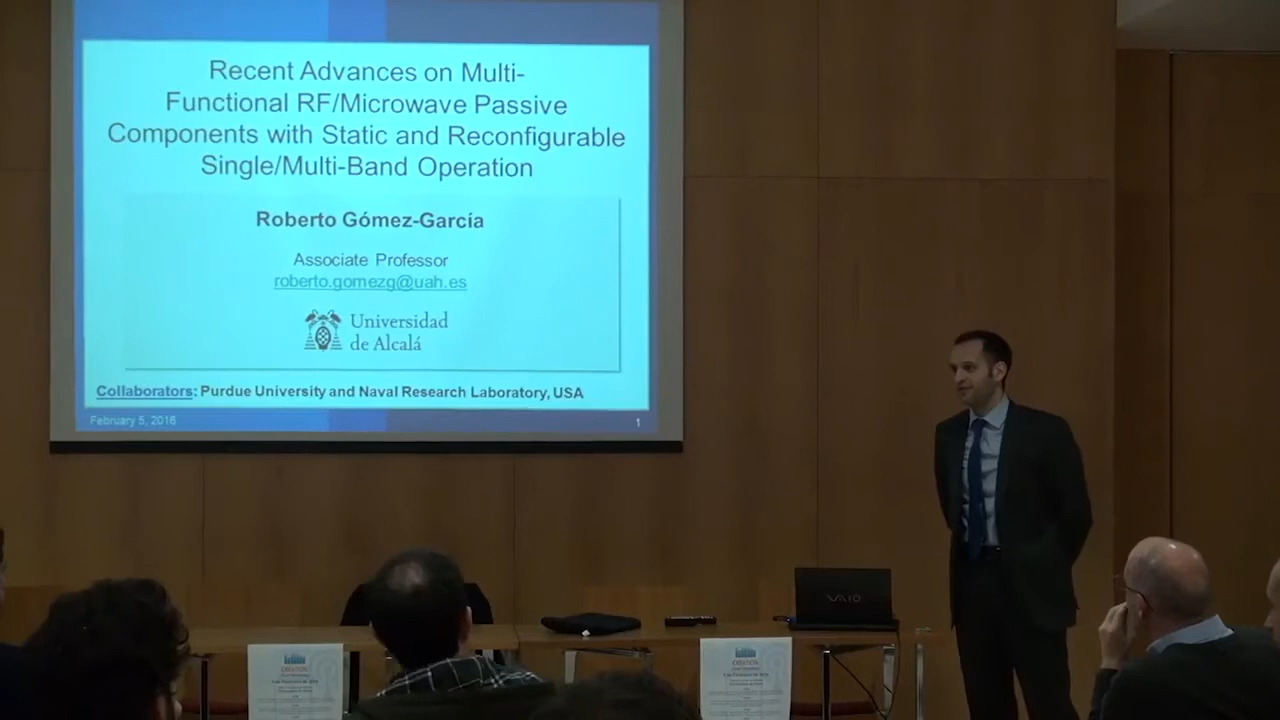 Recent Advances on Multi-
Functional RF/Microwave Passive
Components with Static and Reconfigurable
Single/Multi-Band Operation
Roberto Gómez-García
Associate Professor
roberto.gomezg@uah.es
Universidad
de Alcalá
Collaborators: Purdue University and Naval Research Laboratory, USA
February 5, 2016
1
VAIO